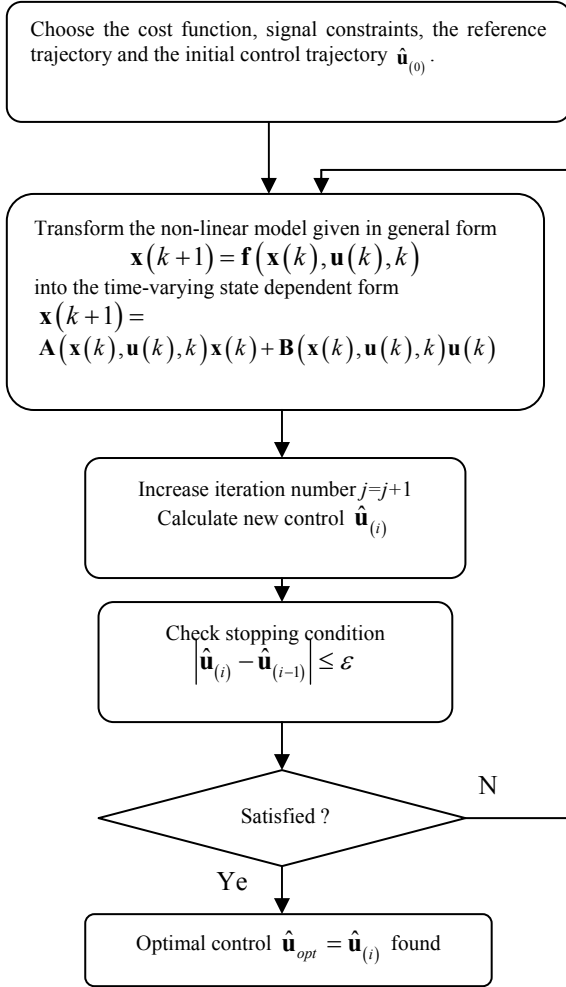 Choose the cost function, signal constraints, the reference
trajectory and the initial control trajectory û₍₀₎ .
Transform the non-linear model given in general form
x(k+1) = f(x(k),u(k),k)
into the time-varying state dependent form
x(k+1) =
A(x(k),u(k),k)x(k)+B(x(k),u(k),k)u(k)
Increase iteration number j=j+1
Calculate new control û₍ᵢ₎
Check stopping condition
|û₍ᵢ₎ − û₍ᵢ₋₁₎| ≤ ε
Satisfied ?
N
Ye
Optimal control û_opt = û₍ᵢ₎ found